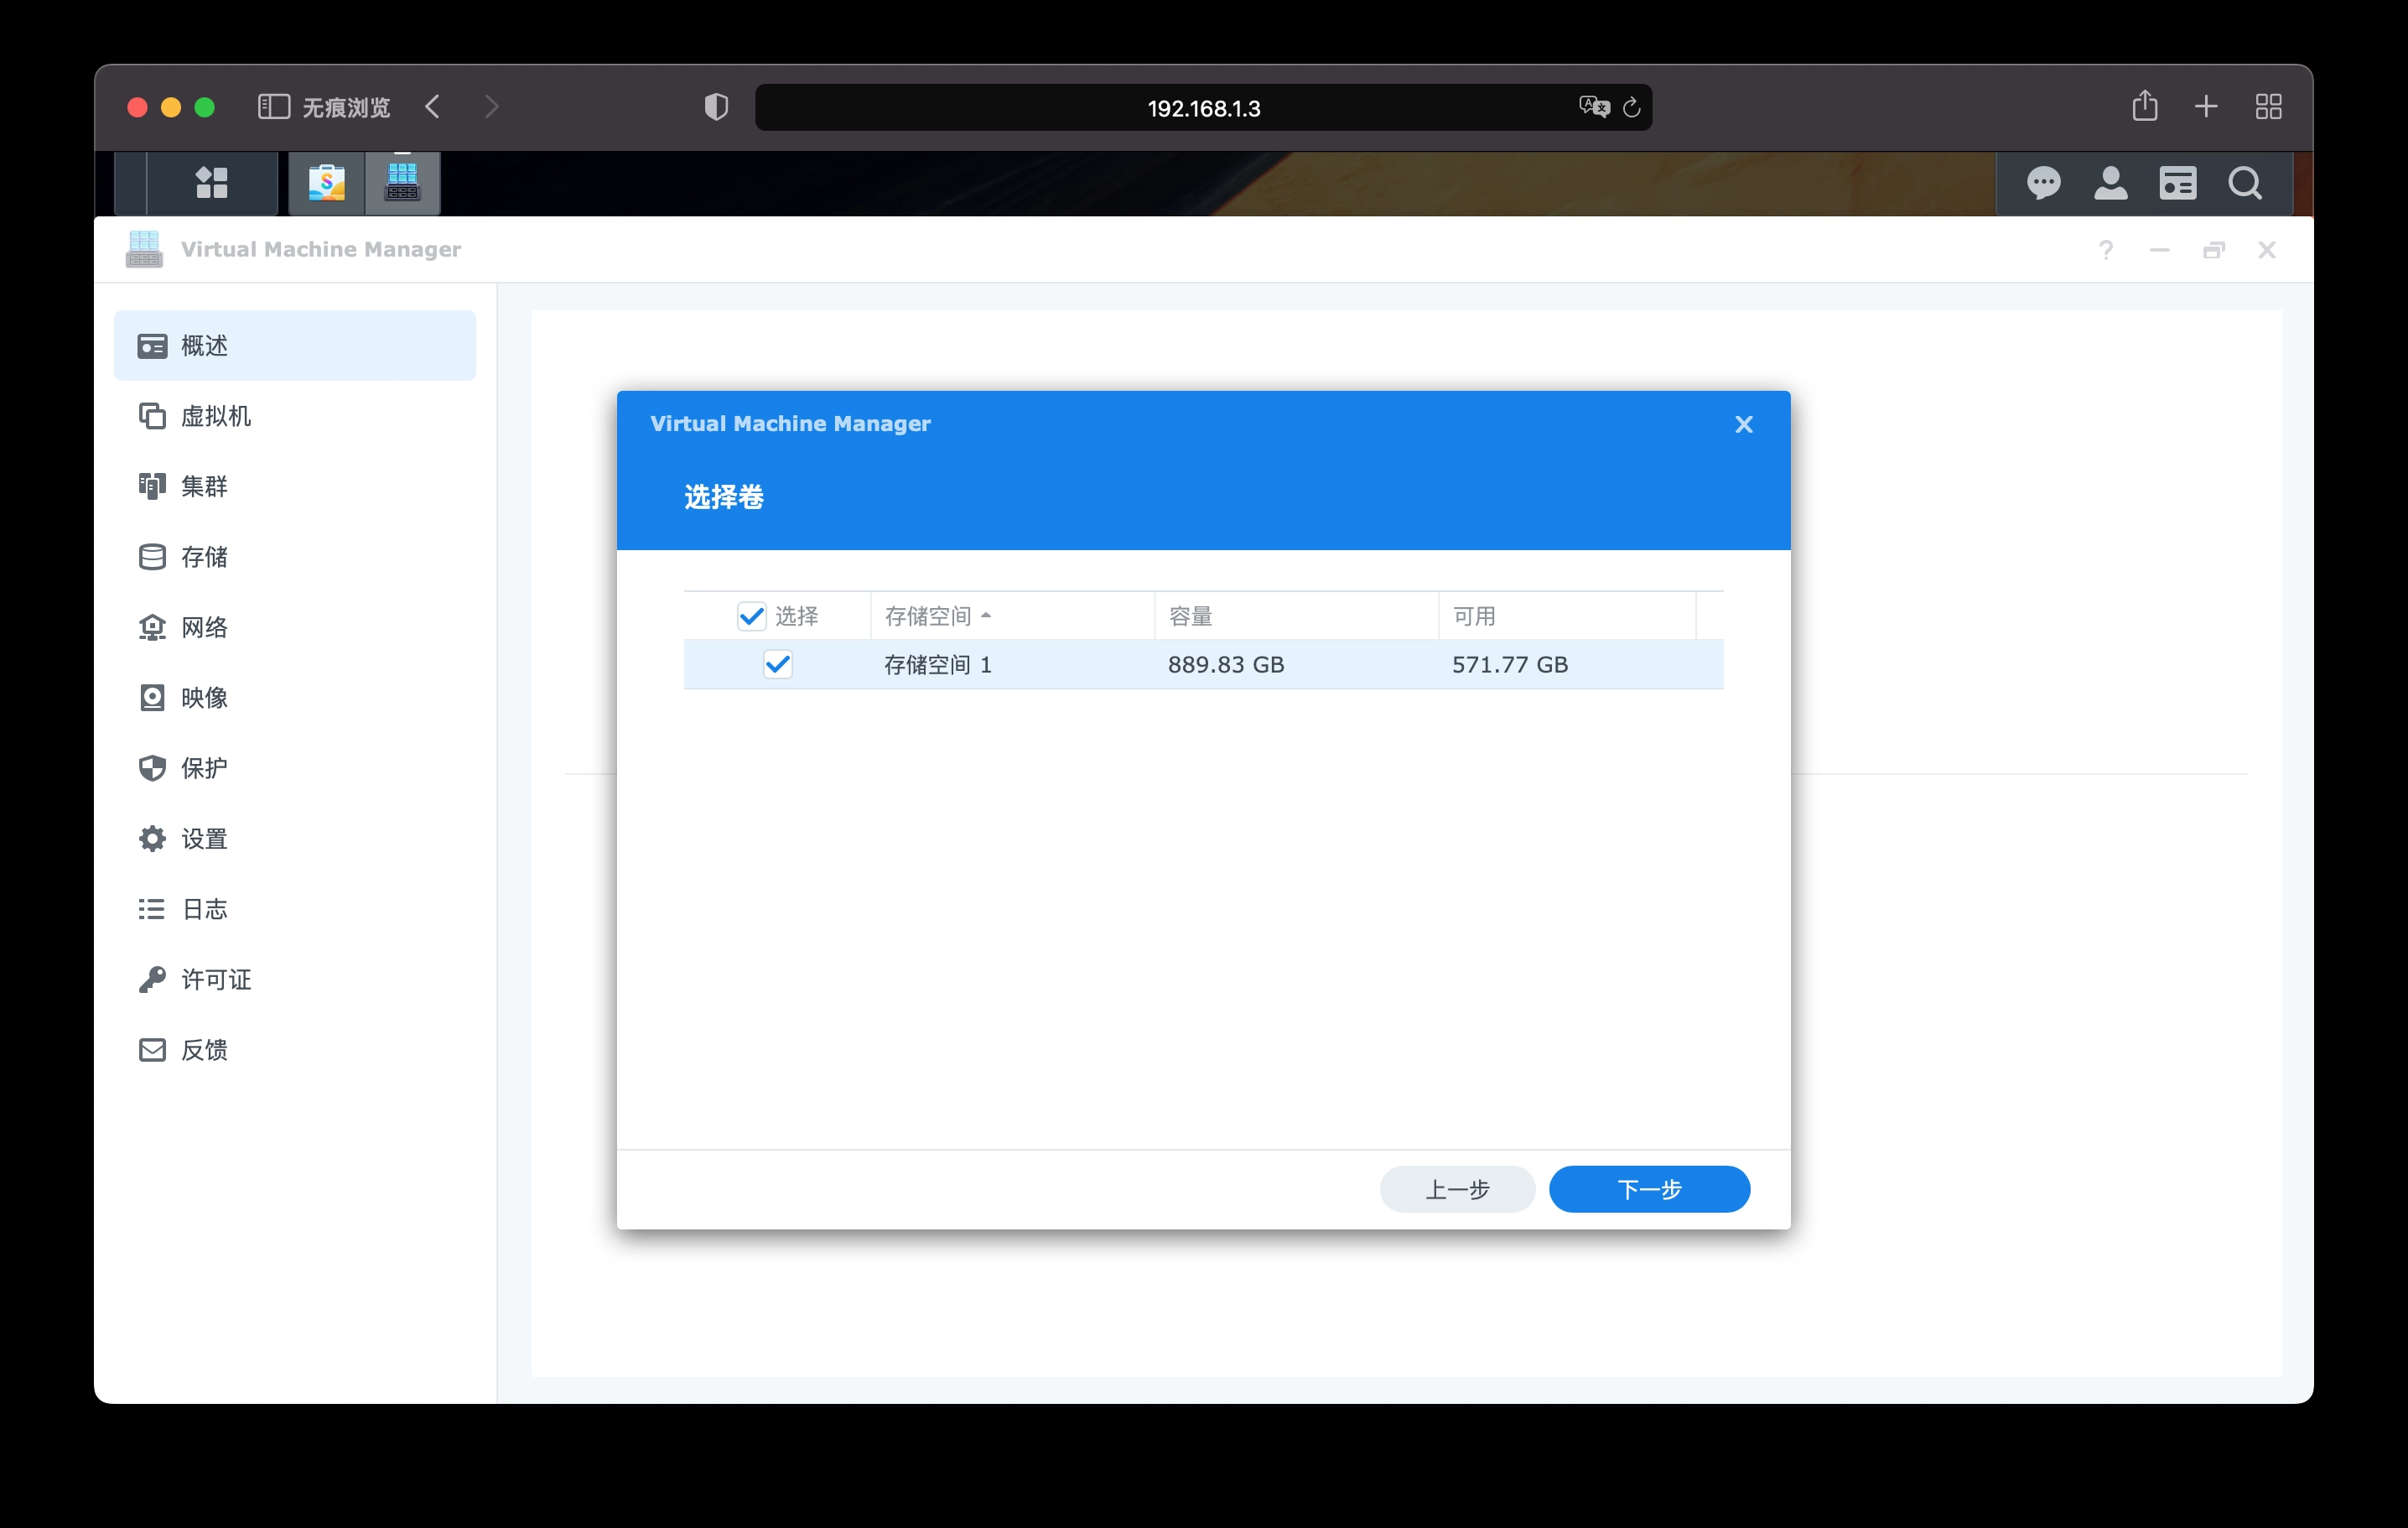 无痕浏览
192.168.1.3
Virtual Machine Manager
概述
虚拟机
集群
存储
网络
映像
保护
设置
日志
许可证
反馈
Virtual Machine Manager
选择卷
选择 存储空间 容量 可用
存储空间 1 889.83 GB 571.77 GB
上一步 下一步